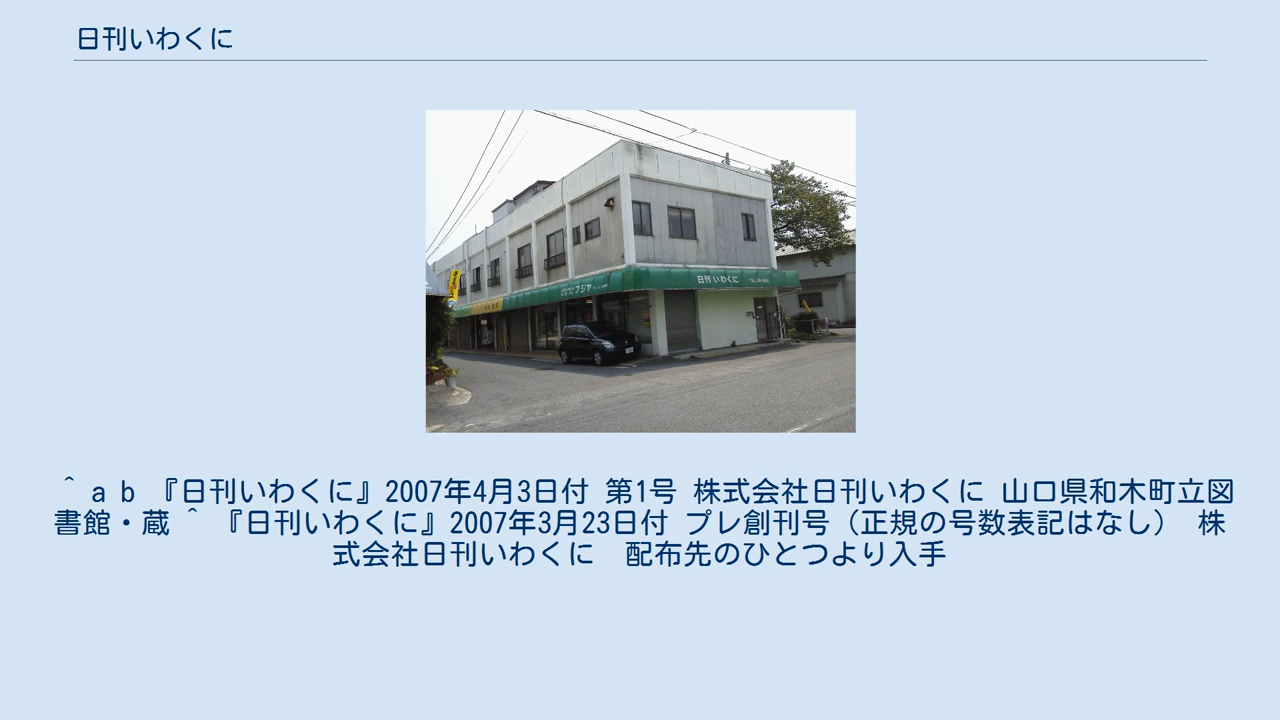 日刊いわくに
フジヤ
日刊 いわくに
^ a b 『日刊いわくに』2007年4月3日付 第1号 株式会社日刊いわくに 山口県和木町立図
書館・蔵 ^ 『日刊いわくに』2007年3月23日付 プレ創刊号（正規の号数表記はなし） 株
式会社日刊いわくに　配布先のひとつより入手